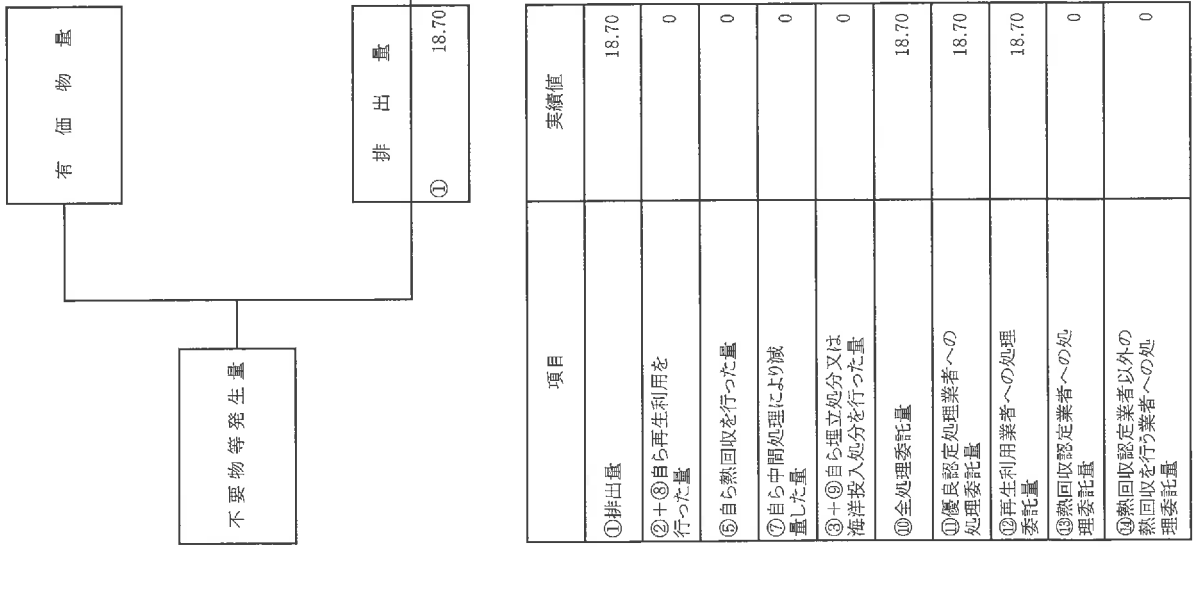 不要物等発生量
有価物量
排出量
① 18.70
項目 実績値
①排出量 18.70
②+⑧自ら再生利用を
行った量 0
⑤自ら熱回収を行った量 0
⑦自ら中間処理により減
量した量 0
③+⑨自ら埋立処分又は
海洋投入処分を行った量 0
⑩全処理委託量 18.70
⑪優良認定処理業者への
処理委託量 18.70
⑫再生利用業者への処理
委託量 18.70
⑬熱回収認定業者への処
理委託量 0
⑭熱回収認定業者以外の
熱回収を行う業者への処
理委託量 0